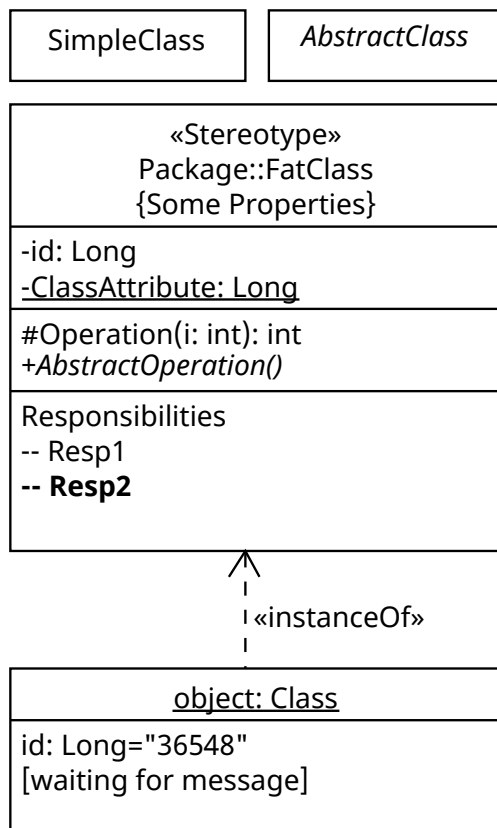 SimpleClass
AbstractClass
«Stereotype»
Package::FatClass
{Some Properties}
-id: Long
-ClassAttribute: Long
#Operation(i: int): int
+AbstractOperation()
Responsibilities
-- Resp1
-- Resp2
«instanceOf»
object: Class
id: Long="36548"
[waiting for message]